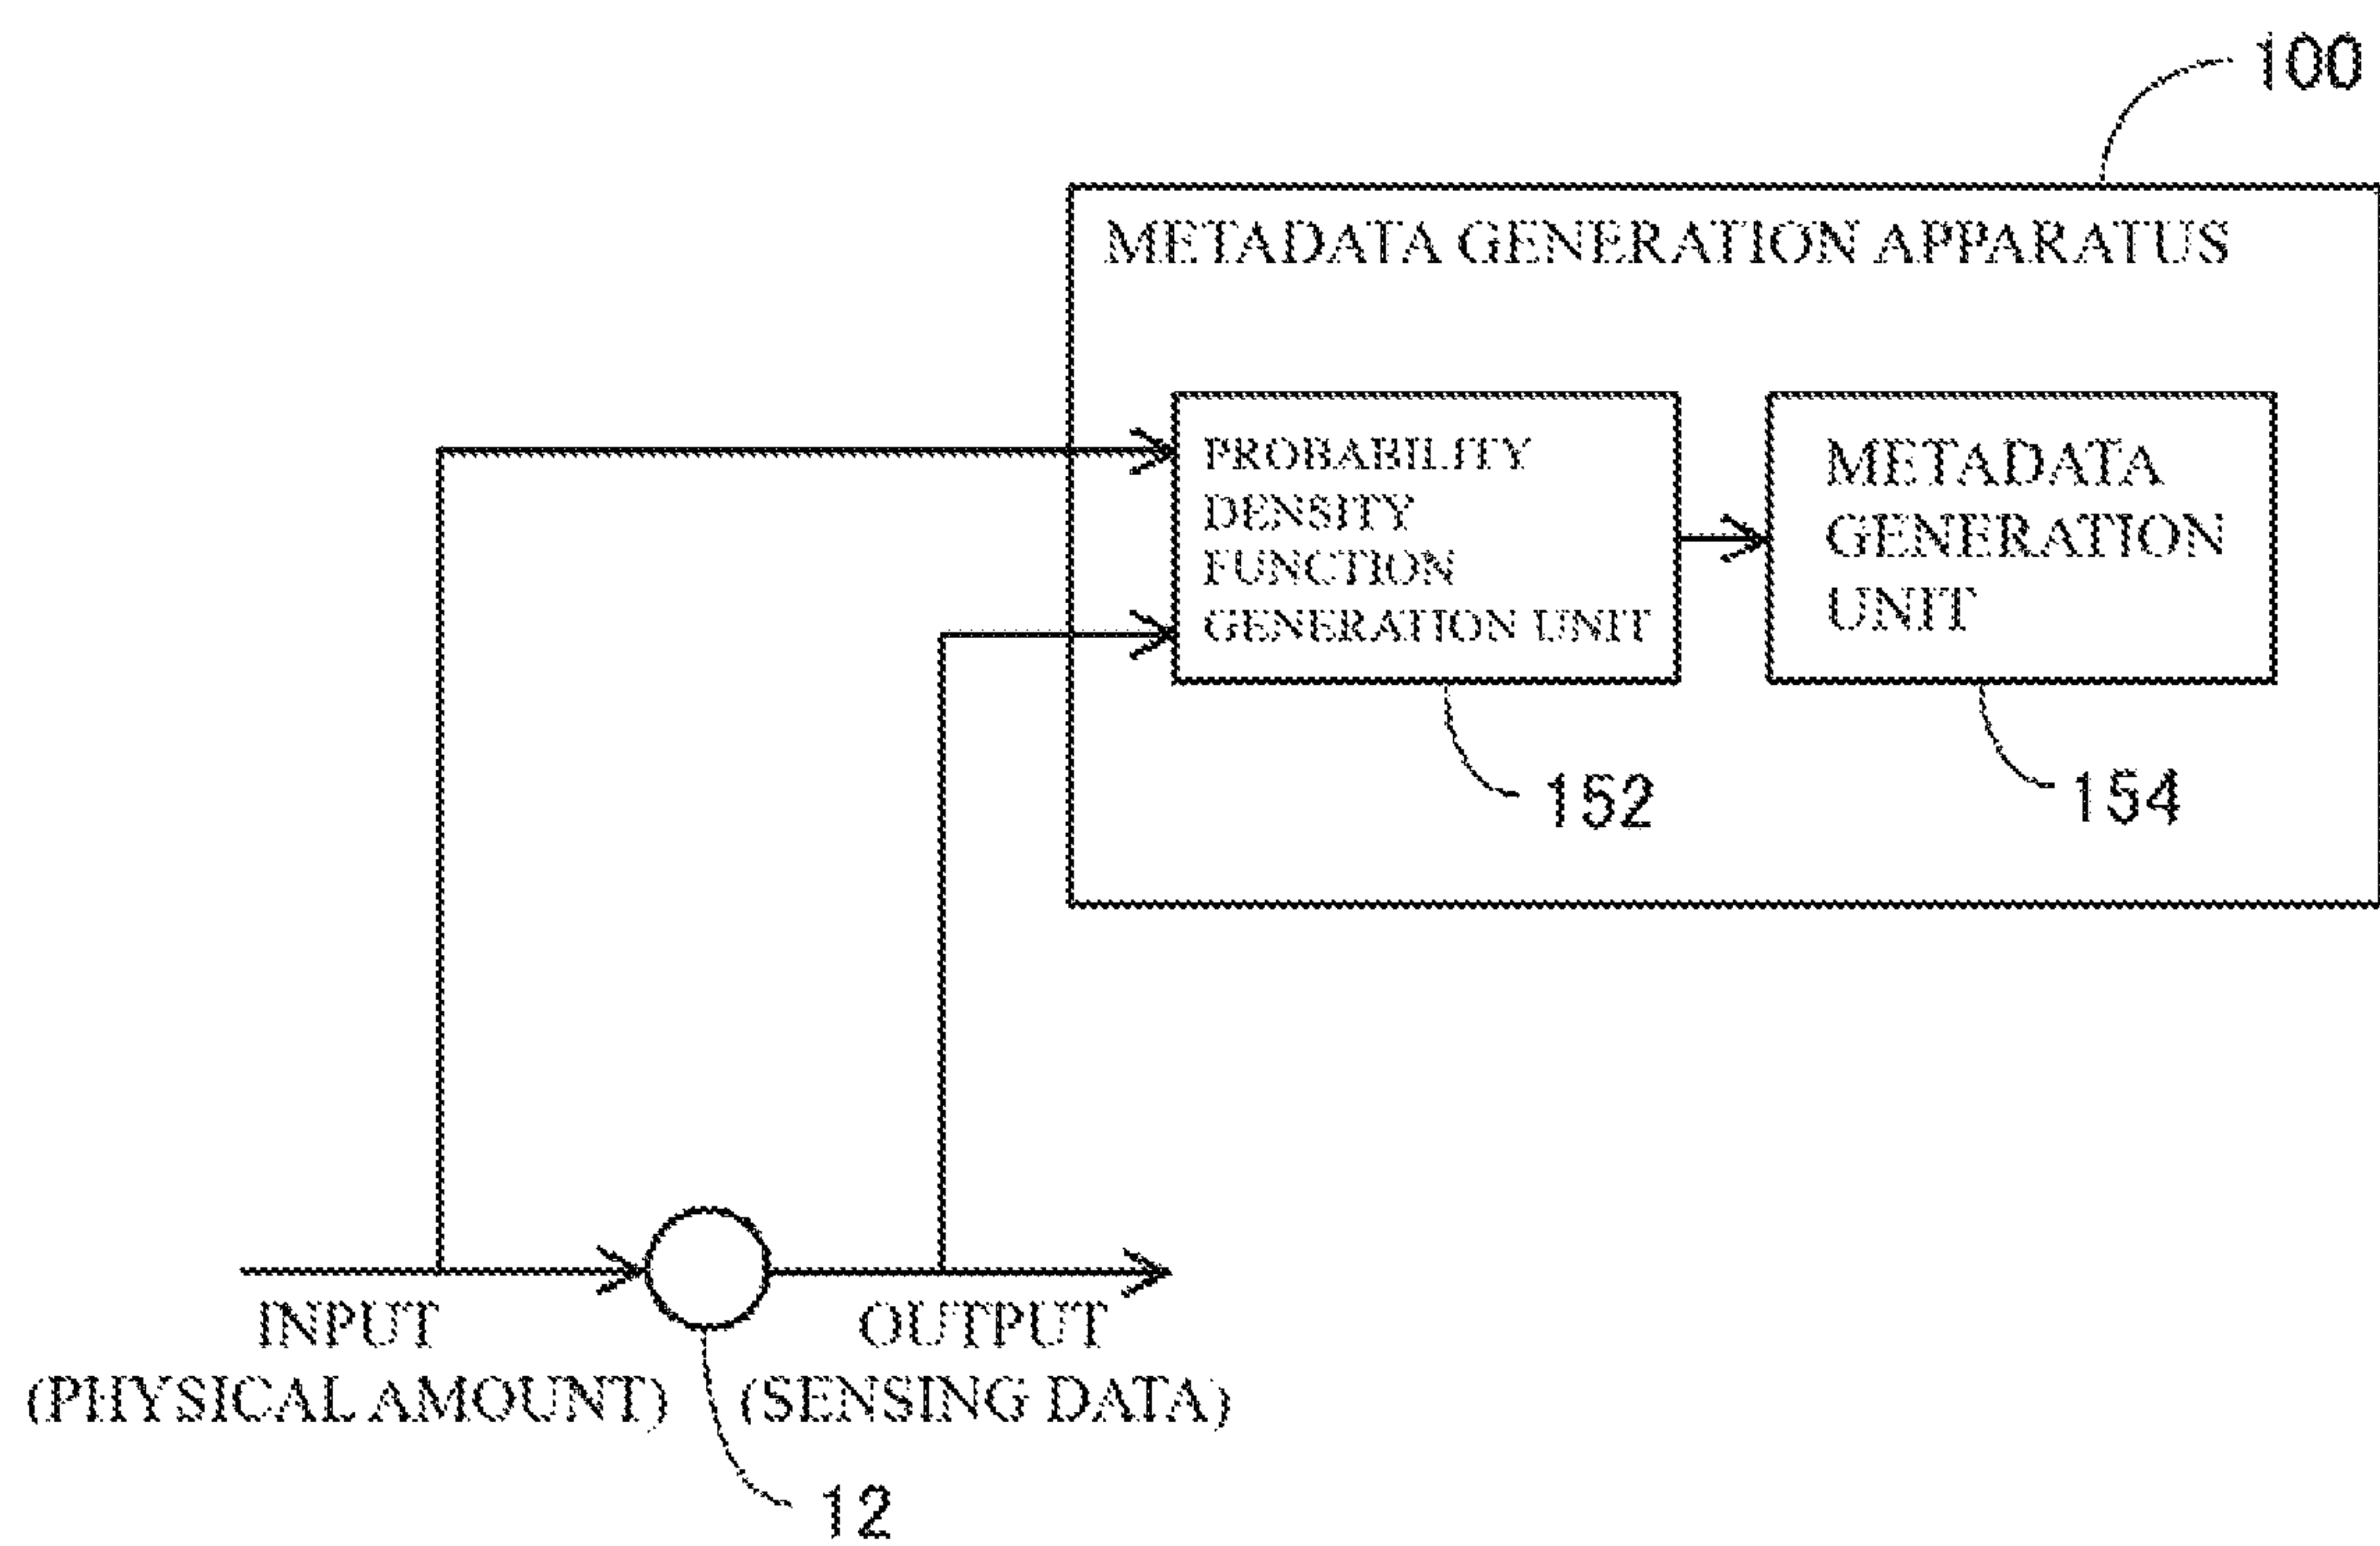 100
METADATA GENERATION APPARATUS
PROBABILITY
DENSITY
FUNCTION
GENERATION UNIT
METADATA
GENERATION
UNIT
152
154
INPUT
(PHYSICAL AMOUNT)
OUTPUT
(SENSING DATA)
12